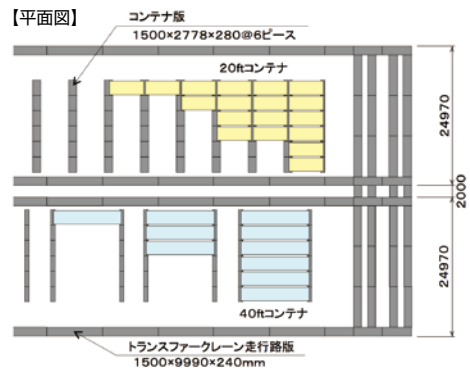 【平面図】
コンテナ版
1500×2778×280@6ピース
20ftコンテナ
24970
2000
24970
40ftコンテナ
トランスファークレーン走行路版
1500×9990×240mm